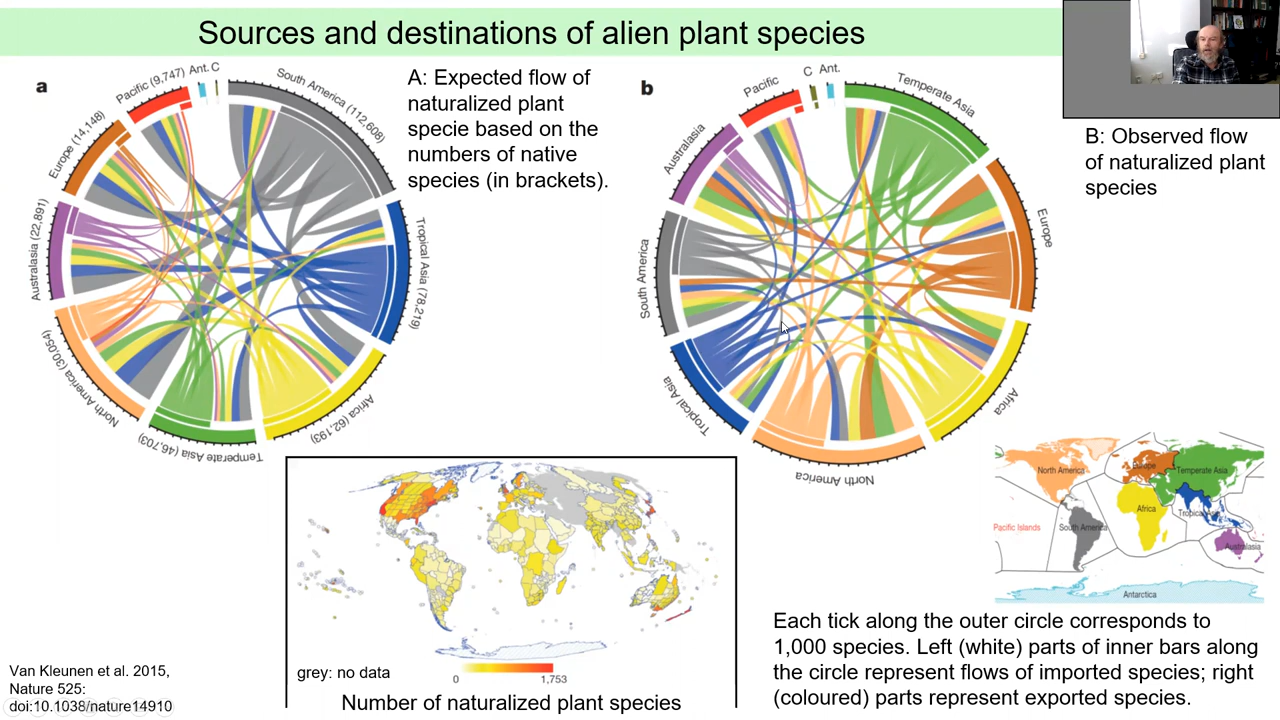 Sources and destinations of alien plant species
a
Pacific (9,747)
Ant.
C
South America (112,608)
Europe (14,148)
Tropical Asia (78,219)
Australasia (22,891)
North America (30,054)
Temperate Asia (46,703)
Africa (62,193)
A: Expected flow of
naturalized plant
specie based on the
numbers of native
species (in brackets).
b
Pacific
C
Ant.
Temperate Asia
Australasia
Europe
South America
Tropical Asia
North America
Africa
B: Observed flow
of naturalized plant
species
grey: no data
0
1,753
Number of naturalized plant species
North America
Europe
Temperate Asia
Africa
Tropical Asia
Pacific Islands
South America
Australasia
Antarctica
Each tick along the outer circle corresponds to
1,000 species. Left (white) parts of inner bars along
the circle represent flows of imported species; right
(coloured) parts represent exported species.
Van Kleunen et al. 2015,
Nature 525:
doi:10.1038/nature14910